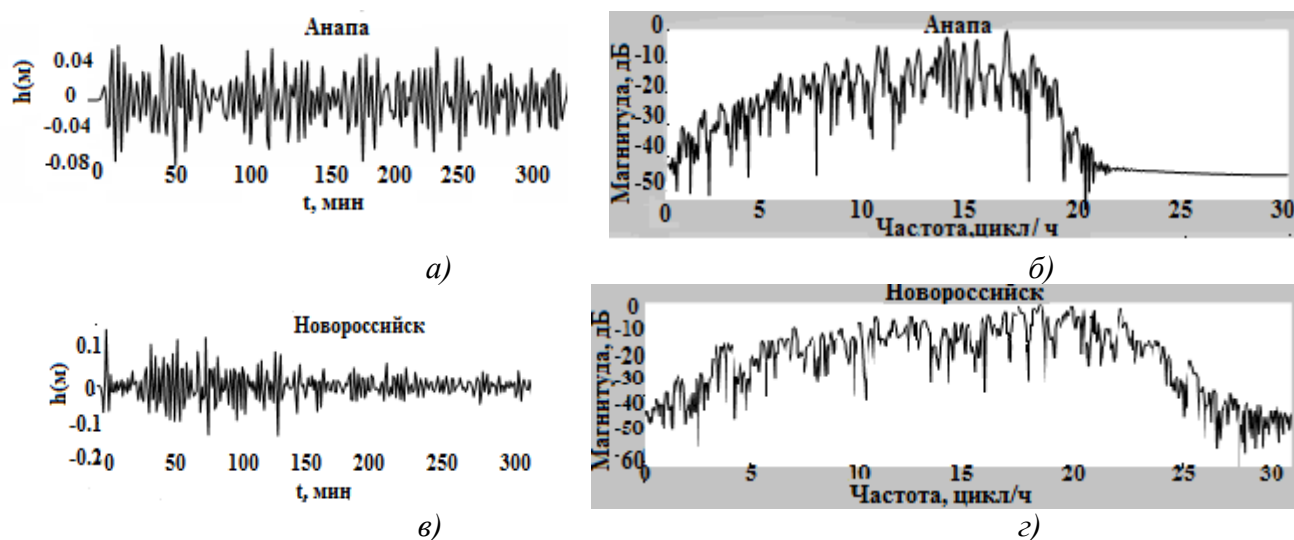 Анапа
h(м)
0.04
0
-0.04
-0.08
0 50 100 150 200 250 300
t, мин
а)
Анапа
Магнитуда, дБ
0
-10
-20
-30
-40
-50
0 5 10 15 20 25 30
Частота,цикл/ ч
б)
Новороссийск
h(м)
0.1
0
-0.1
-0.2
0 50 100 150 200 250 300
t, мин
в)
Новороссийск
Магнитуда, дБ
0
-10
-20
-30
-40
-50
-60
0 5 10 15 20 25 30
Частота, цикл/ч
г)